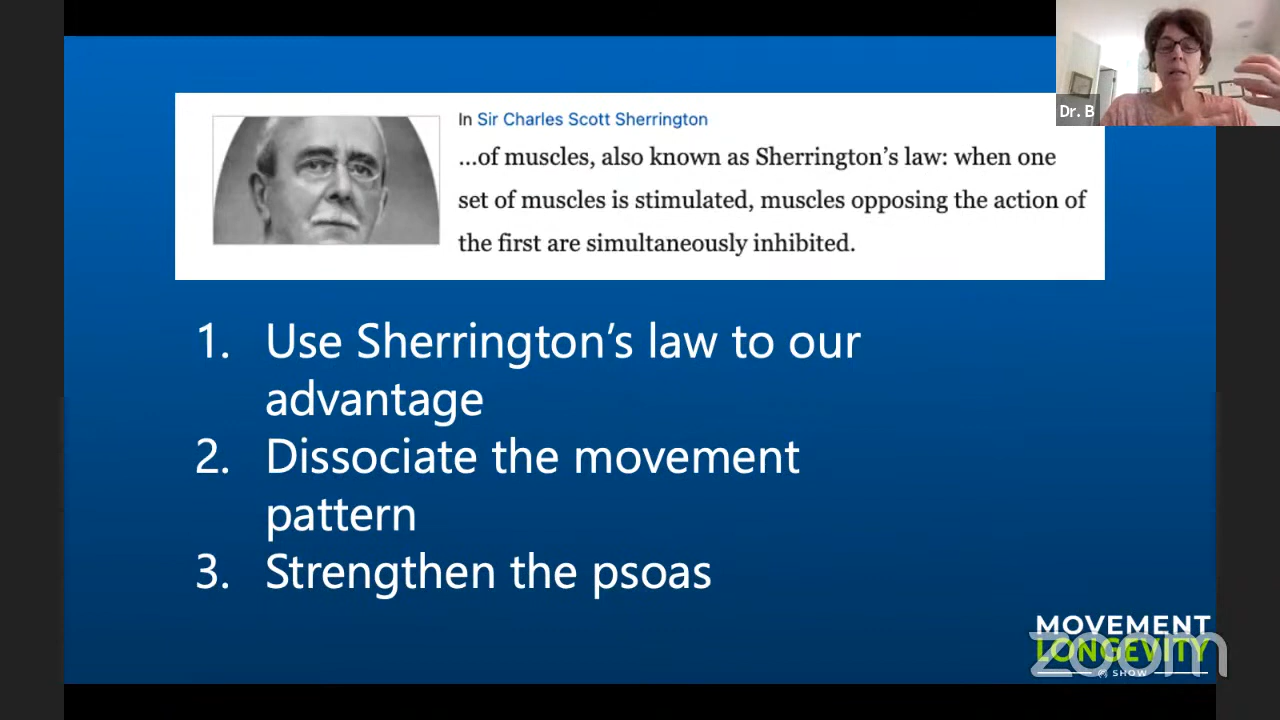 Dr. B
In Sir Charles Scott Sherrington
...of muscles, also known as Sherrington’s law: when one
set of muscles is stimulated, muscles opposing the action of
the first are simultaneously inhibited.
1. Use Sherrington’s law to our
advantage
2. Dissociate the movement
pattern
3. Strengthen the psoas
MOVEMENT
LONGEVITY
SHOW
zoom